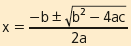 x = (−b ± √(b² − 4ac)) / 2a